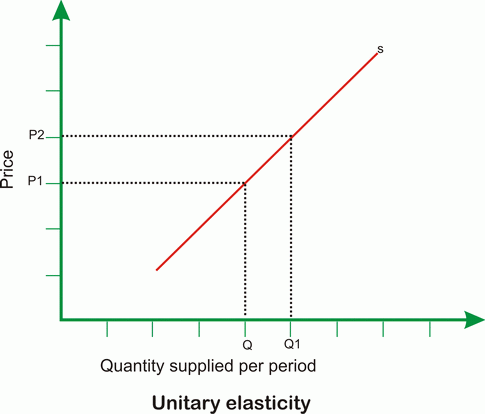 s
P2
P1
Price
Q
Q1
Quantity supplied per period
Unitary elasticity